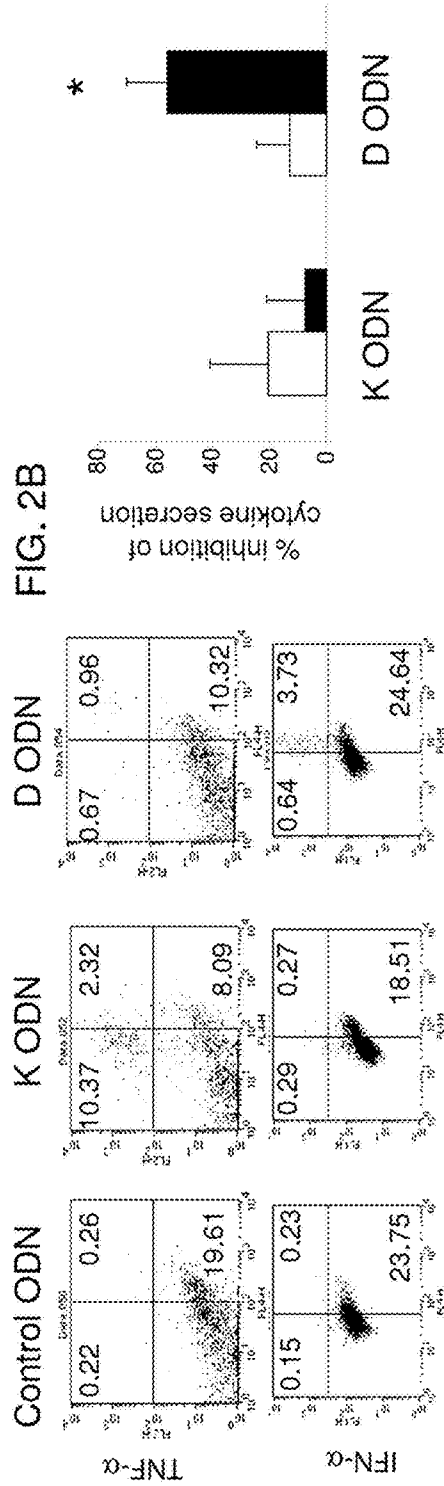 Control ODN
K ODN
D ODN
TNF-α
0.22
0.26
19.61
10.37
2.32
8.09
0.67
0.96
10.32
IFN-α
0.15
0.23
23.75
0.29
0.27
18.51
0.64
3.73
24.64
FIG. 2B
% inhibition of
cytokine secretion
80
60
40
20
0
*
K ODN
D ODN